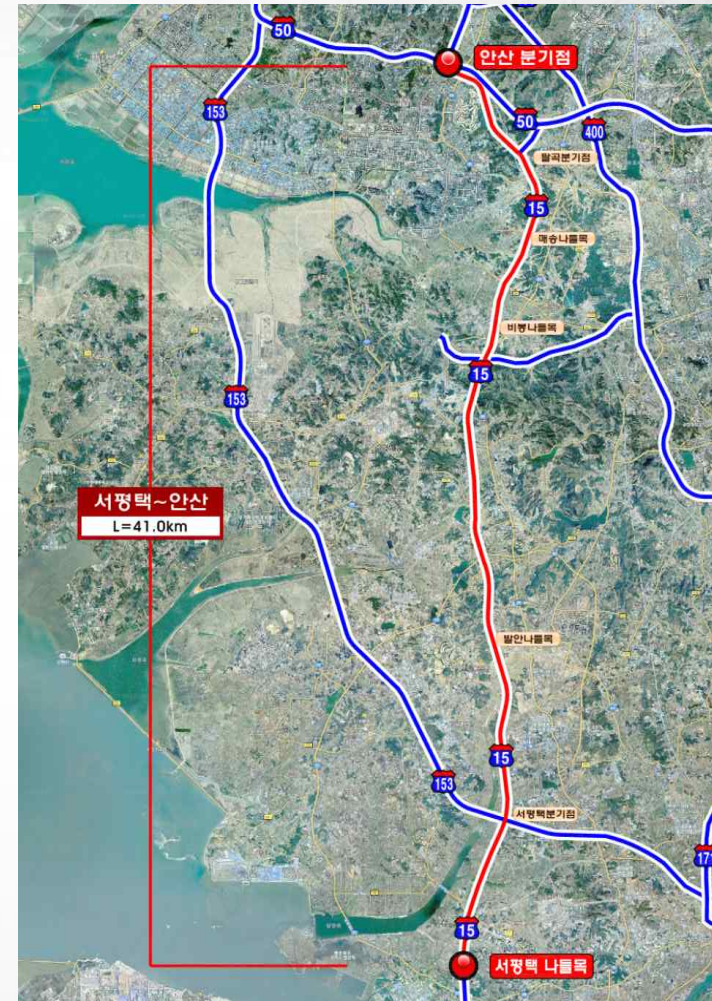 50
안산 분기점
153
50
400
팔곡분기점
15
매송나들목
비봉나들목
15
153
서평택~안산
L=41.0km
발안나들목
15
153
서평택분기점
171
15
서평택 나들목